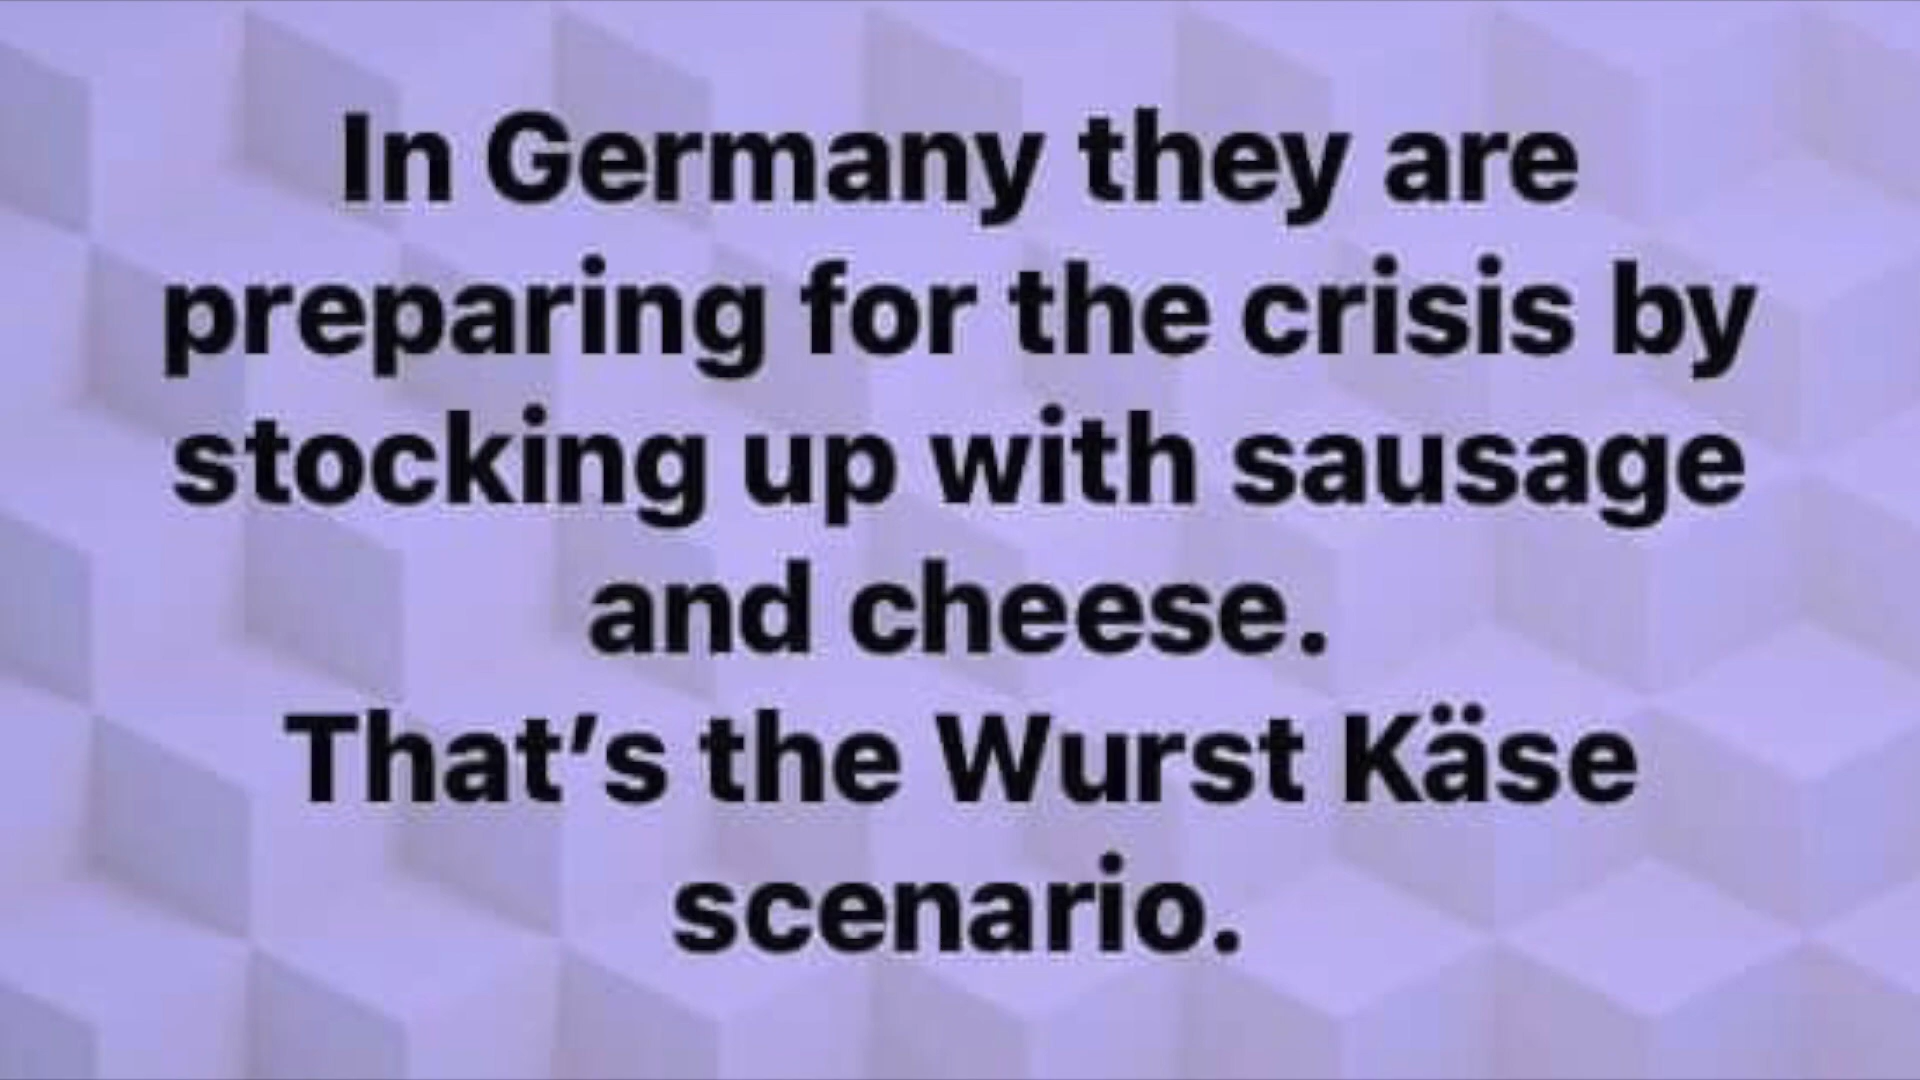 In Germany they are
preparing for the crisis by
stocking up with sausage
and cheese.
That’s the Wurst Käse
scenario.